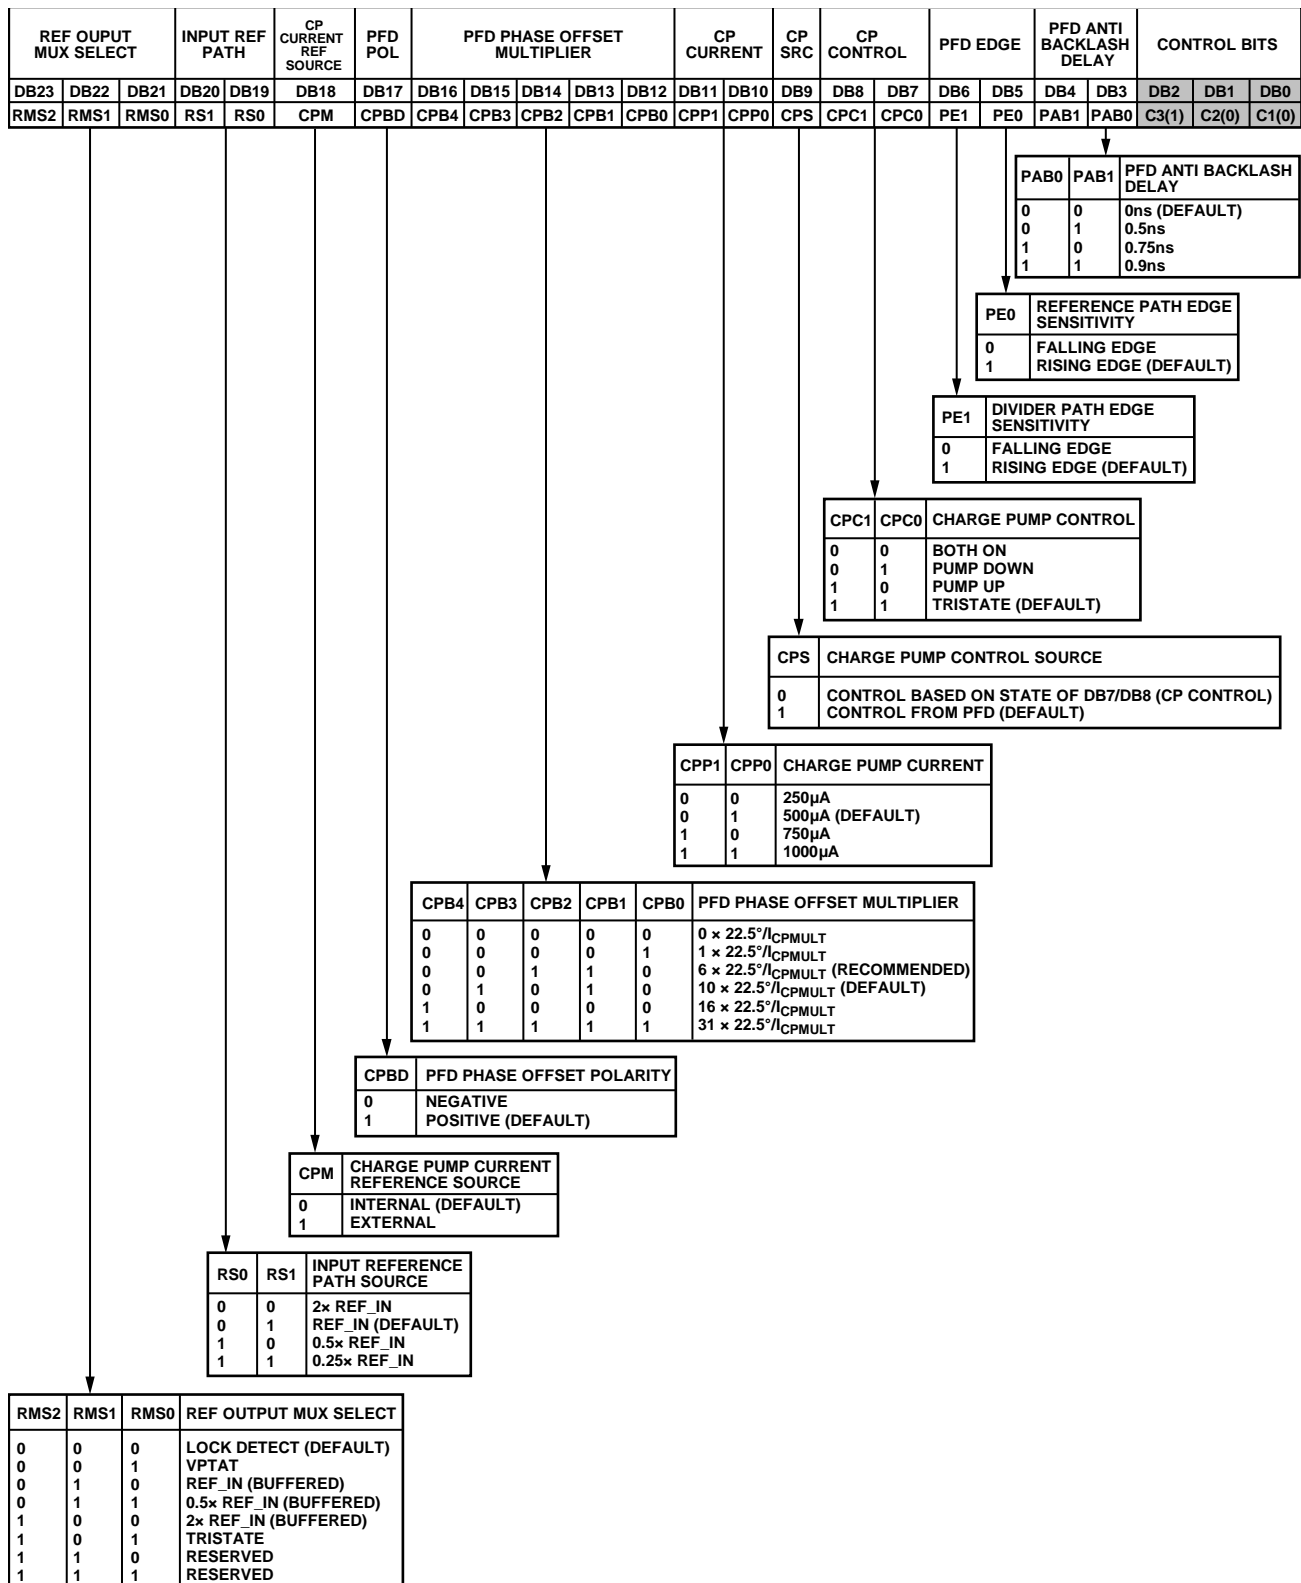 REF OUPUT MUX SELECT INPUT REF PATH CP CURRENT REF SOURCE PFD POL PFD PHASE OFFSET MULTIPLIER CP CURRENT CP SRC CP CONTROL PFD EDGE PFD ANTI BACKLASH DELAY CONTROL BITS
DB23 DB22 DB21 DB20 DB19 DB18 DB17 DB16 DB15 DB14 DB13 DB12 DB11 DB10 DB9 DB8 DB7 DB6 DB5 DB4 DB3 DB2 DB1 DB0
RMS2 RMS1 RMS0 RS1 RS0 CPM CPBD CPB4 CPB3 CPB2 CPB1 CPB0 CPP1 CPP0 CPS CPC1 CPC0 PE1 PE0 PAB1 PAB0 C3(1) C2(0) C1(0)
PAB0 PAB1 PFD ANTI BACKLASH DELAY
0 0 0ns (DEFAULT)
0 1 0.5ns
1 0 0.75ns
1 1 0.9ns
PE0 REFERENCE PATH EDGE SENSITIVITY
0 FALLING EDGE
1 RISING EDGE (DEFAULT)
PE1 DIVIDER PATH EDGE SENSITIVITY
0 FALLING EDGE
1 RISING EDGE (DEFAULT)
CPC1 CPC0 CHARGE PUMP CONTROL
0 0 BOTH ON
0 1 PUMP DOWN
1 0 PUMP UP
1 1 TRISTATE (DEFAULT)
CPS CHARGE PUMP CONTROL SOURCE
0 CONTROL BASED ON STATE OF DB7/DB8 (CP CONTROL)
1 CONTROL FROM PFD (DEFAULT)
CPP1 CPP0 CHARGE PUMP CURRENT
0 0 250µA
0 1 500µA (DEFAULT)
1 0 750µA
1 1 1000µA
CPB4 CPB3 CPB2 CPB1 CPB0 PFD PHASE OFFSET MULTIPLIER
0 0 0 0 0 0 × 22.5°/ICPMULT
0 0 0 0 1 1 × 22.5°/ICPMULT
0 0 1 1 0 6 × 22.5°/ICPMULT (RECOMMENDED)
0 1 0 1 0 10 × 22.5°/ICPMULT (DEFAULT)
1 0 0 0 0 16 × 22.5°/ICPMULT
1 1 1 1 1 31 × 22.5°/ICPMULT
CPBD PFD PHASE OFFSET POLARITY
0 NEGATIVE
1 POSITIVE (DEFAULT)
CPM CHARGE PUMP CURRENT REFERENCE SOURCE
0 INTERNAL (DEFAULT)
1 EXTERNAL
RS0 RS1 INPUT REFERENCE PATH SOURCE
0 0 2× REF_IN
0 1 REF_IN (DEFAULT)
1 0 0.5× REF_IN
1 1 0.25× REF_IN
RMS2 RMS1 RMS0 REF OUTPUT MUX SELECT
0 0 0 LOCK DETECT (DEFAULT)
0 0 1 VPTAT
0 1 0 REF_IN (BUFFERED)
0 1 1 0.5× REF_IN (BUFFERED)
1 0 0 2× REF_IN (BUFFERED)
1 0 1 TRISTATE
1 1 0 RESERVED
1 1 1 RESERVED